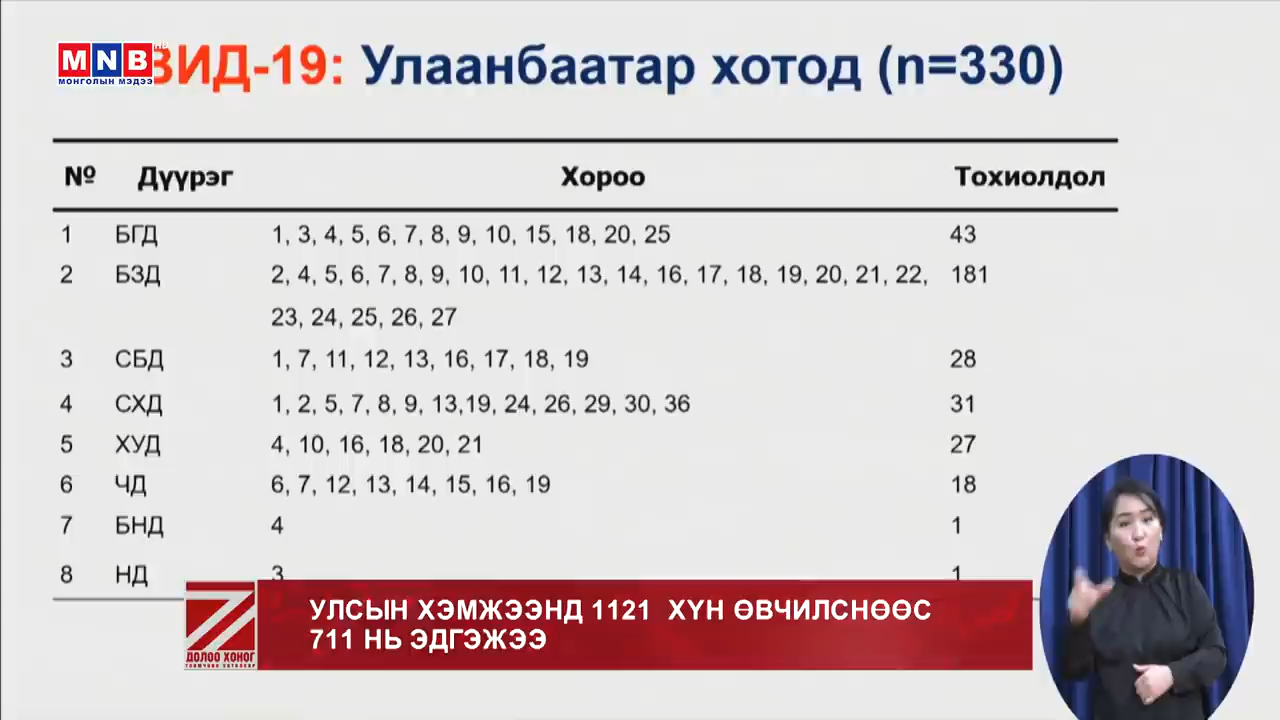 MNB
МОНГОЛЫН МЭДЭЭ
ВИД-19: Улаанбаатар хотод (n=330)
№ Дүүрэг Хороо Тохиолдол
1 БГД 1, 3, 4, 5, 6, 7, 8, 9, 10, 15, 18, 20, 25 43
2 БЗД 2, 4, 5, 6, 7, 8, 9, 10, 11, 12, 13, 14, 16, 17, 18, 19, 20, 21, 22, 181
23, 24, 25, 26, 27
3 СБД 1, 7, 11, 12, 13, 16, 17, 18, 19 28
4 СХД 1, 2, 5, 7, 8, 9, 13,19, 24, 26, 29, 30, 36 31
5 ХУД 4, 10, 16, 18, 20, 21 27
6 ЧД 6, 7, 12, 13, 14, 15, 16, 19 18
7 БНД 4 1
8 НД 3 1
УЛСЫН ХЭМЖЭЭНД 1121 ХҮН ӨВЧИЛСНӨӨС
711 НЬ ЭДГЭЖЭЭ
7
ДОЛОО ХОНОГ